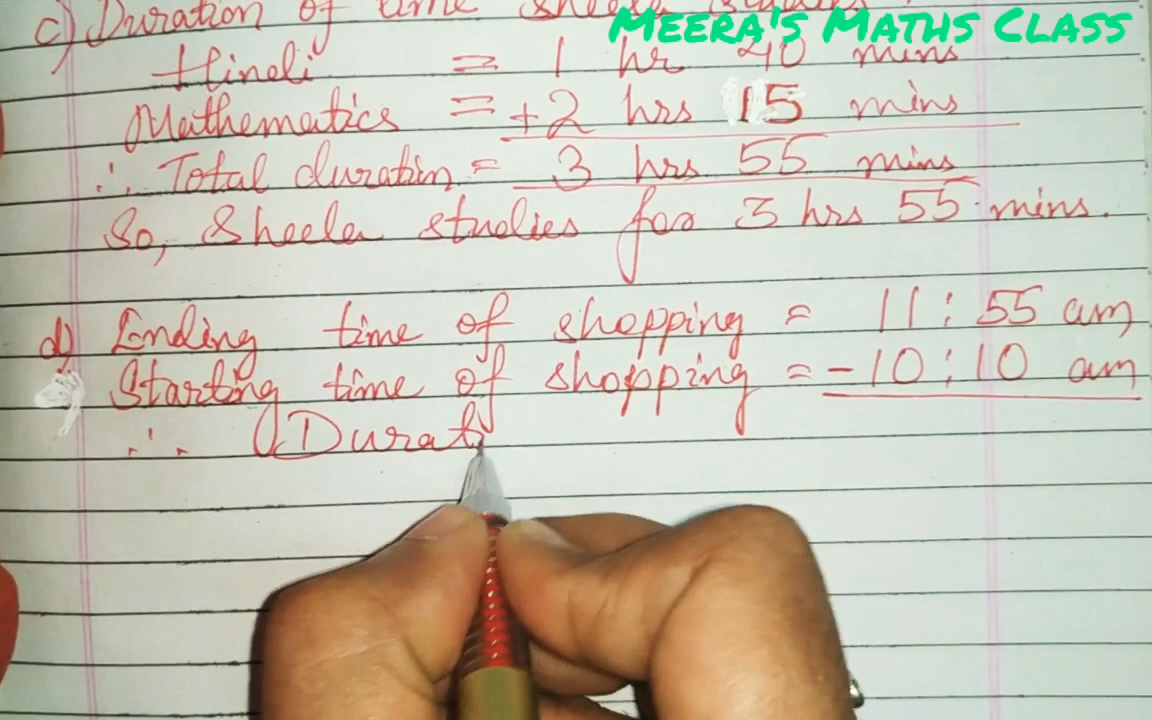 MEERA'S MATHS CLASS
c) Duration of time Sheela
Hindi = 1 hr 40 mins
Mathematics = +2 hrs 15 mins
∴ Total duration = 3 hrs 55 mins
So, Sheela studies for 3 hrs 55 mins.
d) Ending time of shopping = 11:55 am
Starting time of shopping = -10:10 am
∴ Durati